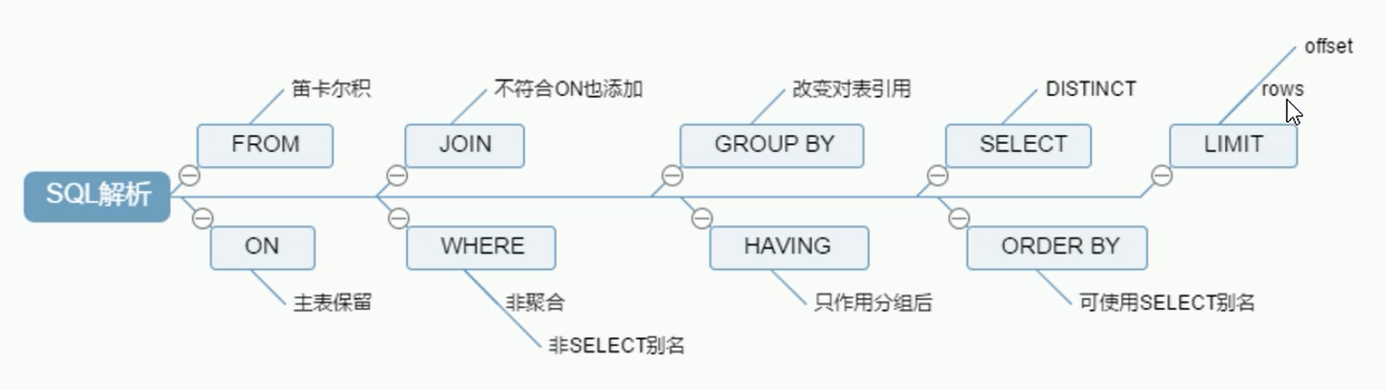 offset
笛卡尔积
不符合ON也添加
改变对表引用
DISTINCT
rows
FROM
JOIN
GROUP BY
SELECT
LIMIT
SQL解析
ON
WHERE
HAVING
ORDER BY
主表保留
非聚合
只作用分组后
可使用SELECT别名
非SELECT别名